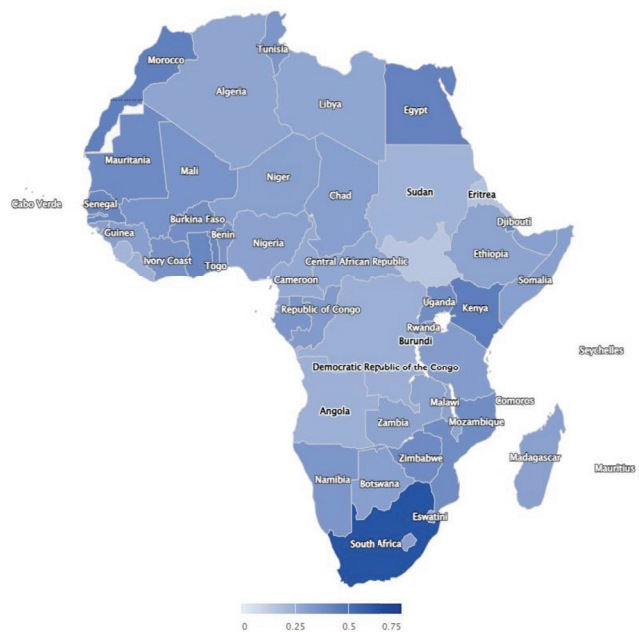 Tunisia
Morocco
Algeria
Libya
Egypt
Mauritania
Mali
Niger
Chad
Sudan
Eritrea
Cabo Verde
Senegal
Burkina Faso
Djibouti
Guinea
Benin
Nigeria
Ethiopia
Ivory Coast
Togo
Central African Republic
Cameroon
Somalia
Uganda
Kenya
Republic of Congo
Rwanda
Burundi
Seychelles
Democratic Republic of the Congo
Angola
Malawi
Comoros
Zambia
Mozambique
Zimbabwe
Madagascar
Mauritius
Namibia
Botswana
Eswatini
South Africa
0 0.25 0.5 0.75